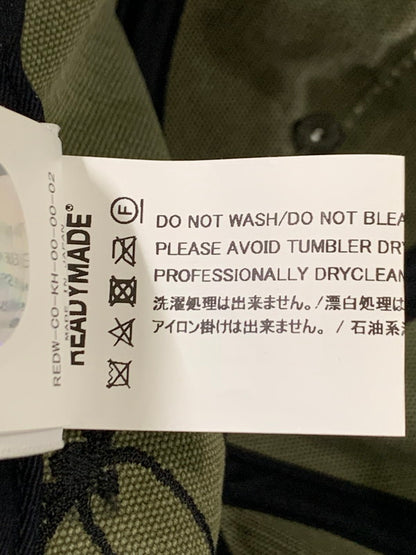 REDW-CO-KH-00-00-02
READYMADE®
MADE IN JAPAN
F
DO NOT WASH/DO NOT BLEA
PLEASE AVOID TUMBLER DRY
PROFESSIONALLY DRYCLEAN
洗濯処理は出来ません。/漂白処理は
アイロン掛けは出来ません。/ 石油系